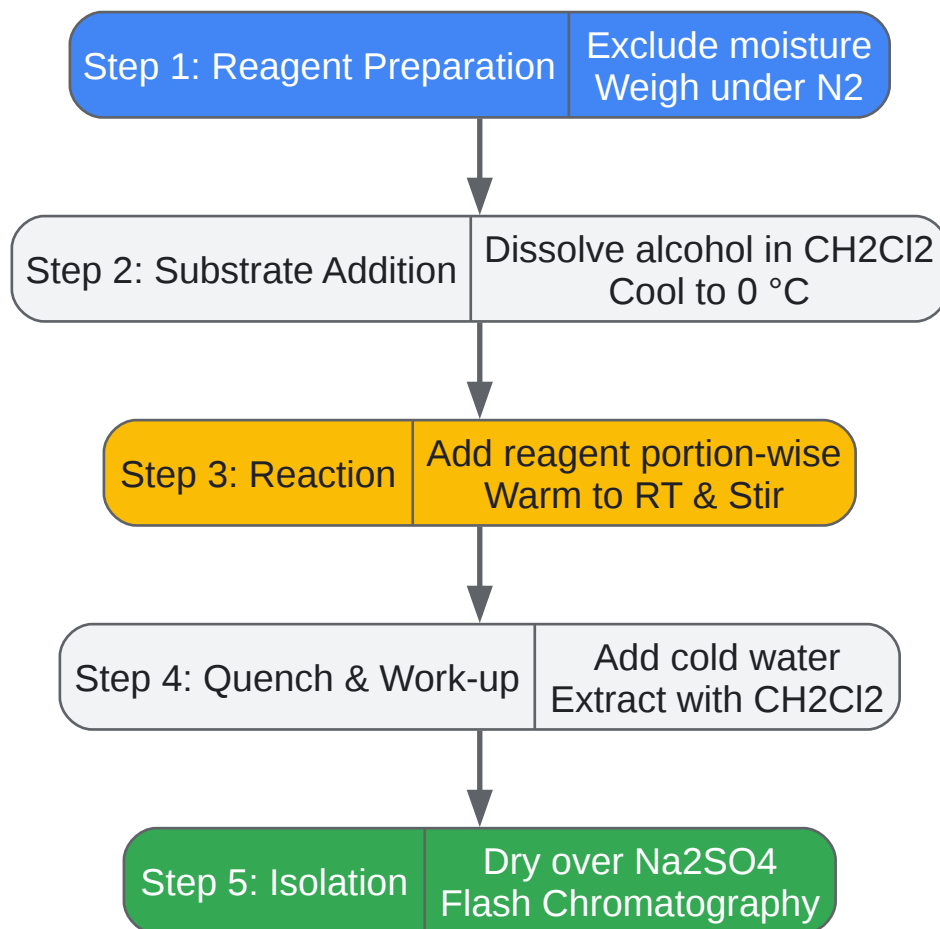 Step 1: Reagent Preparation
Exclude moisture
Weigh under N2
Step 2: Substrate Addition
Dissolve alcohol in CH2Cl2
Cool to 0 °C
Step 3: Reaction
Add reagent portion-wise
Warm to RT & Stir
Step 4: Quench & Work-up
Add cold water
Extract with CH2Cl2
Step 5: Isolation
Dry over Na2SO4
Flash Chromatography